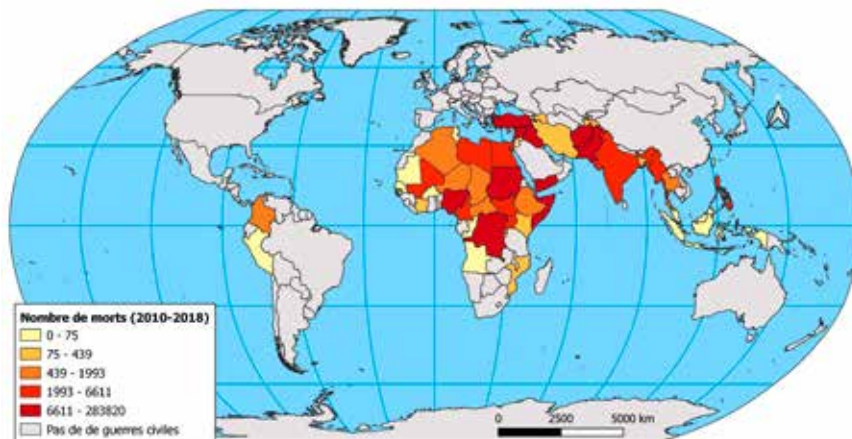 Nombre de morts (2010-2018)
0 - 75
75 - 439
439 - 1993
1993 - 6611
6611 - 283820
Pas de de guerres civiles
0 2500 5000 km